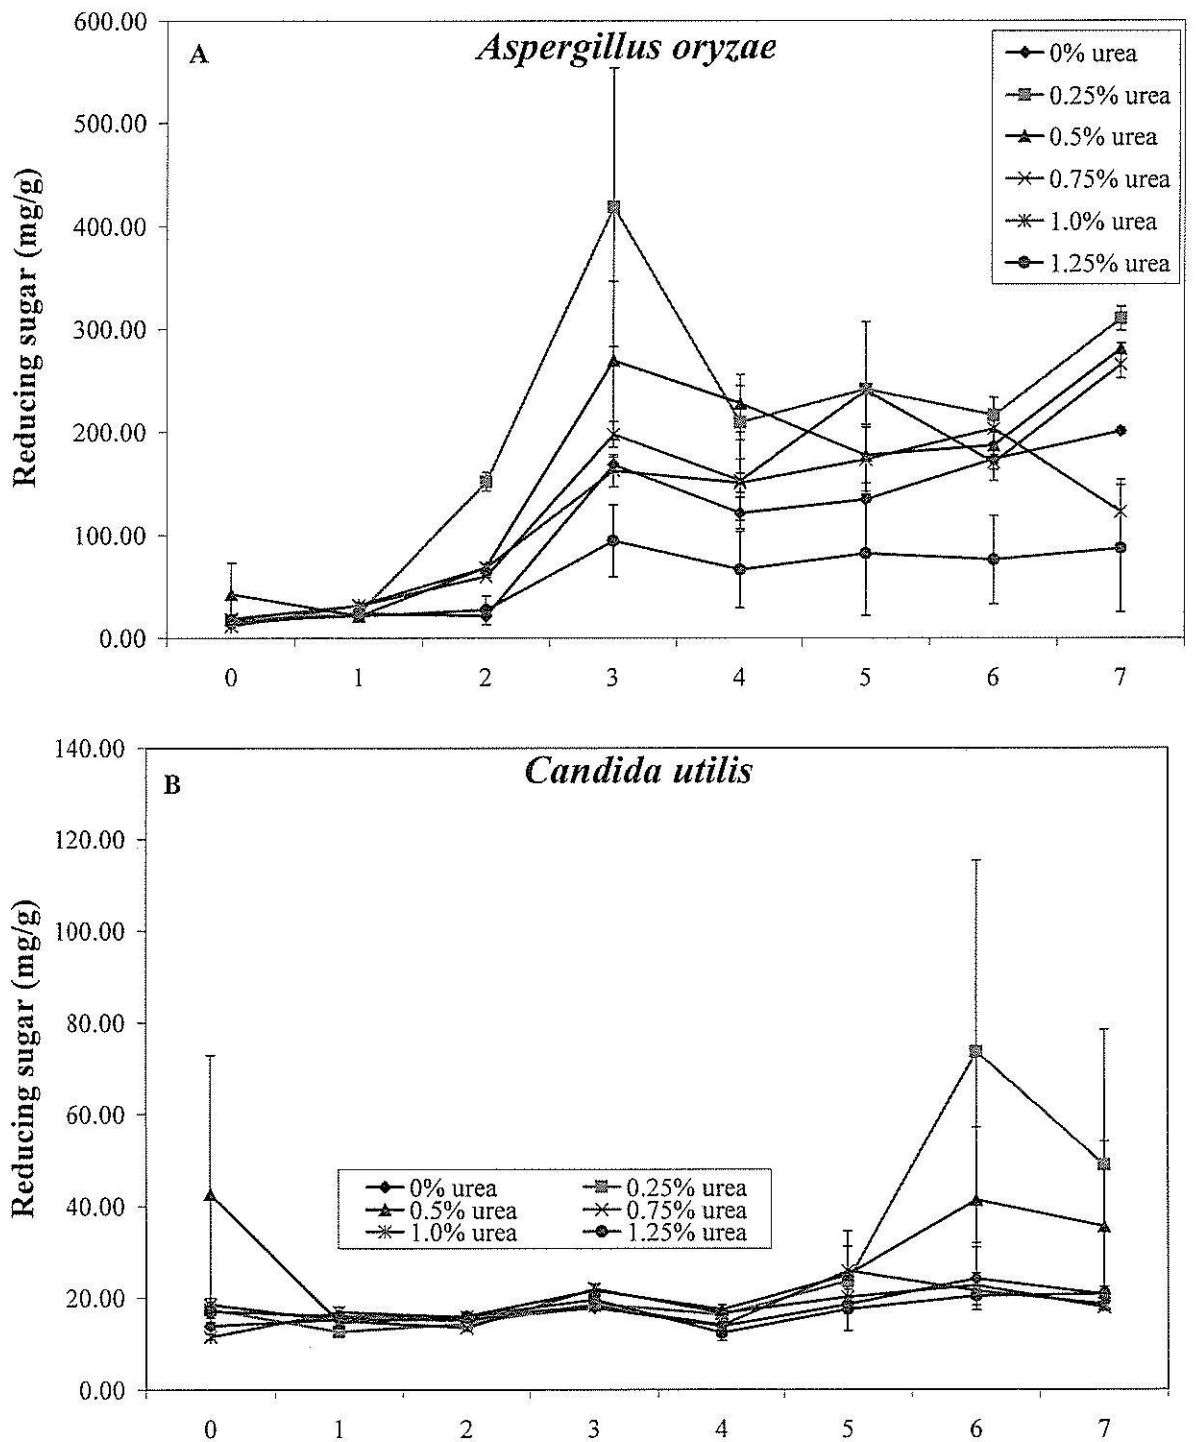 600.00
A
Aspergillus oryzae
500.00
400.00
300.00
200.00
100.00
0.00
Reducing sugar (mg/g)
0% urea
0.25% urea
0.5% urea
0.75% urea
1.0% urea
1.25% urea
0 1 2 3 4 5 6 7
140.00
B
Candida utilis
120.00
100.00
80.00
60.00
40.00
20.00
0.00
Reducing sugar (mg/g)
0% urea 0.25% urea
0.5% urea 0.75% urea
1.0% urea 1.25% urea
0 1 2 3 4 5 6 7